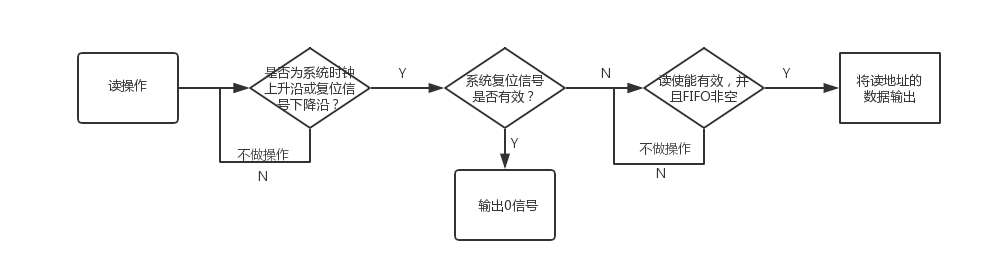 读操作
是否为系统时钟
上升沿或复位信
号下降沿？
Y
系统复位信号
是否有效？
N
读使能有效，并
且FIFO非空
Y
将读地址的
数据输出
不做操作
N
Y
不做操作
N
输出0信号